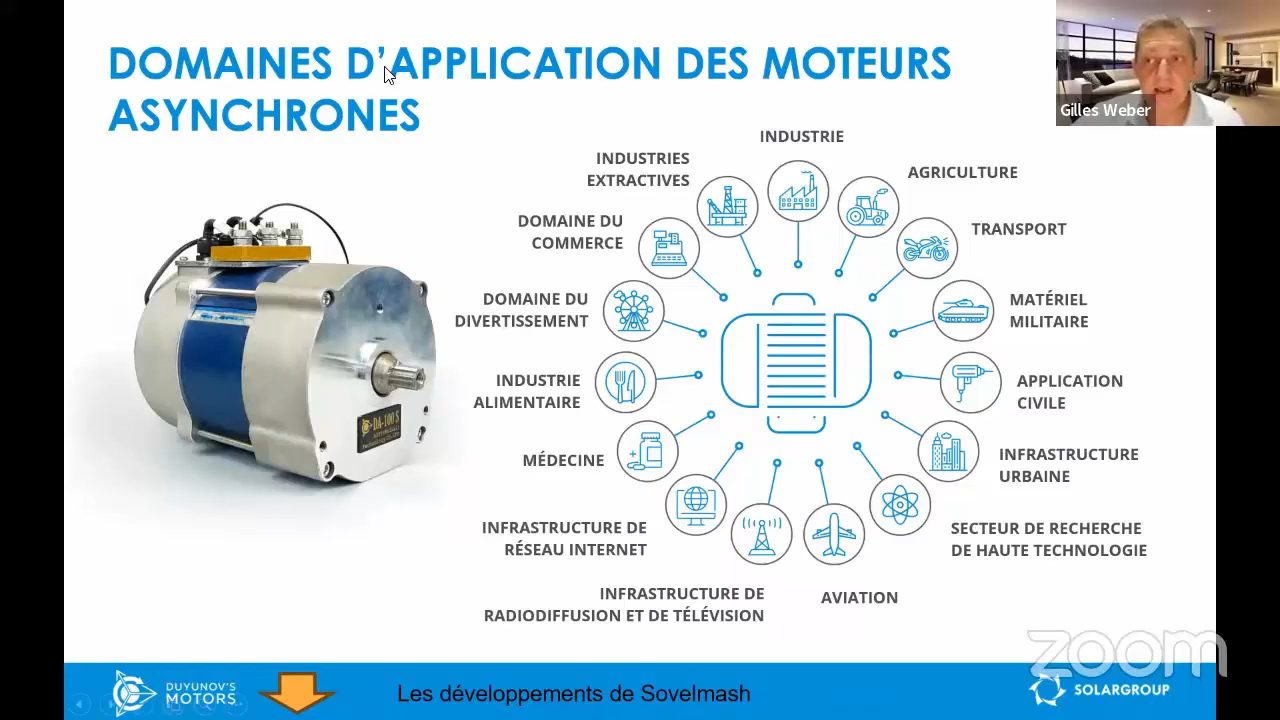 DOMAINES D'APPLICATION DES MOTEURS
ASYNCHRONES
Gilles Weber
INDUSTRIE
INDUSTRIES
EXTRACTIVES
AGRICULTURE
DOMAINE DU
COMMERCE
TRANSPORT
DOMAINE DU
DIVERTISSEMENT
MATÉRIEL
MILITAIRE
INDUSTRIE
ALIMENTAIRE
APPLICATION
CIVILE
DA-100 S
MÉDECINE
INFRASTRUCTURE
URBAINE
INFRASTRUCTURE DE
RÉSEAU INTERNET
SECTEUR DE RECHERCHE
DE HAUTE TECHNOLOGIE
INFRASTRUCTURE DE
RADIODIFFUSION ET DE TÉLÉVISION
AVIATION
zoom
DUYUNOV'S
MOTORS
Les développements de Sovelmash
SOLARGROUP